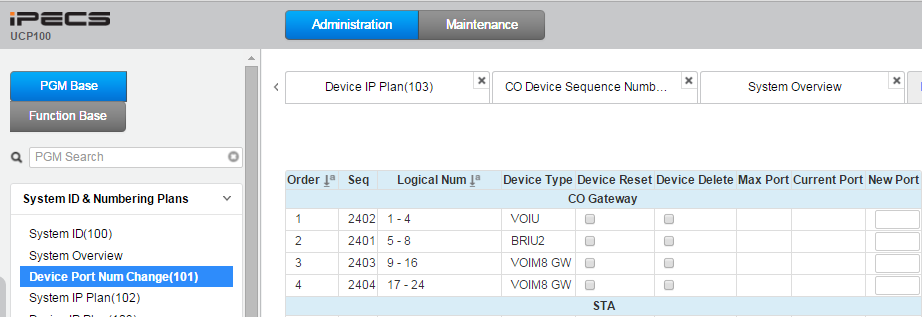 iPECS
UCP100
Administration Maintenance
PGM Base
Function Base
PGM Search
System ID & Numbering Plans
System ID(100)
System Overview
Device Port Num Change(101)
System IP Plan(102)
Device IP Plan(103) CO Device Sequence Numb... System Overview
Order Seq Logical Num Device Type Device Reset Device Delete Max Port Current Port New Port
CO Gateway
1 2402 1 - 4 VOIU
2 2401 5 - 8 BRIU2
3 2403 9 - 16 VOIM8 GW
4 2404 17 - 24 VOIM8 GW
STA